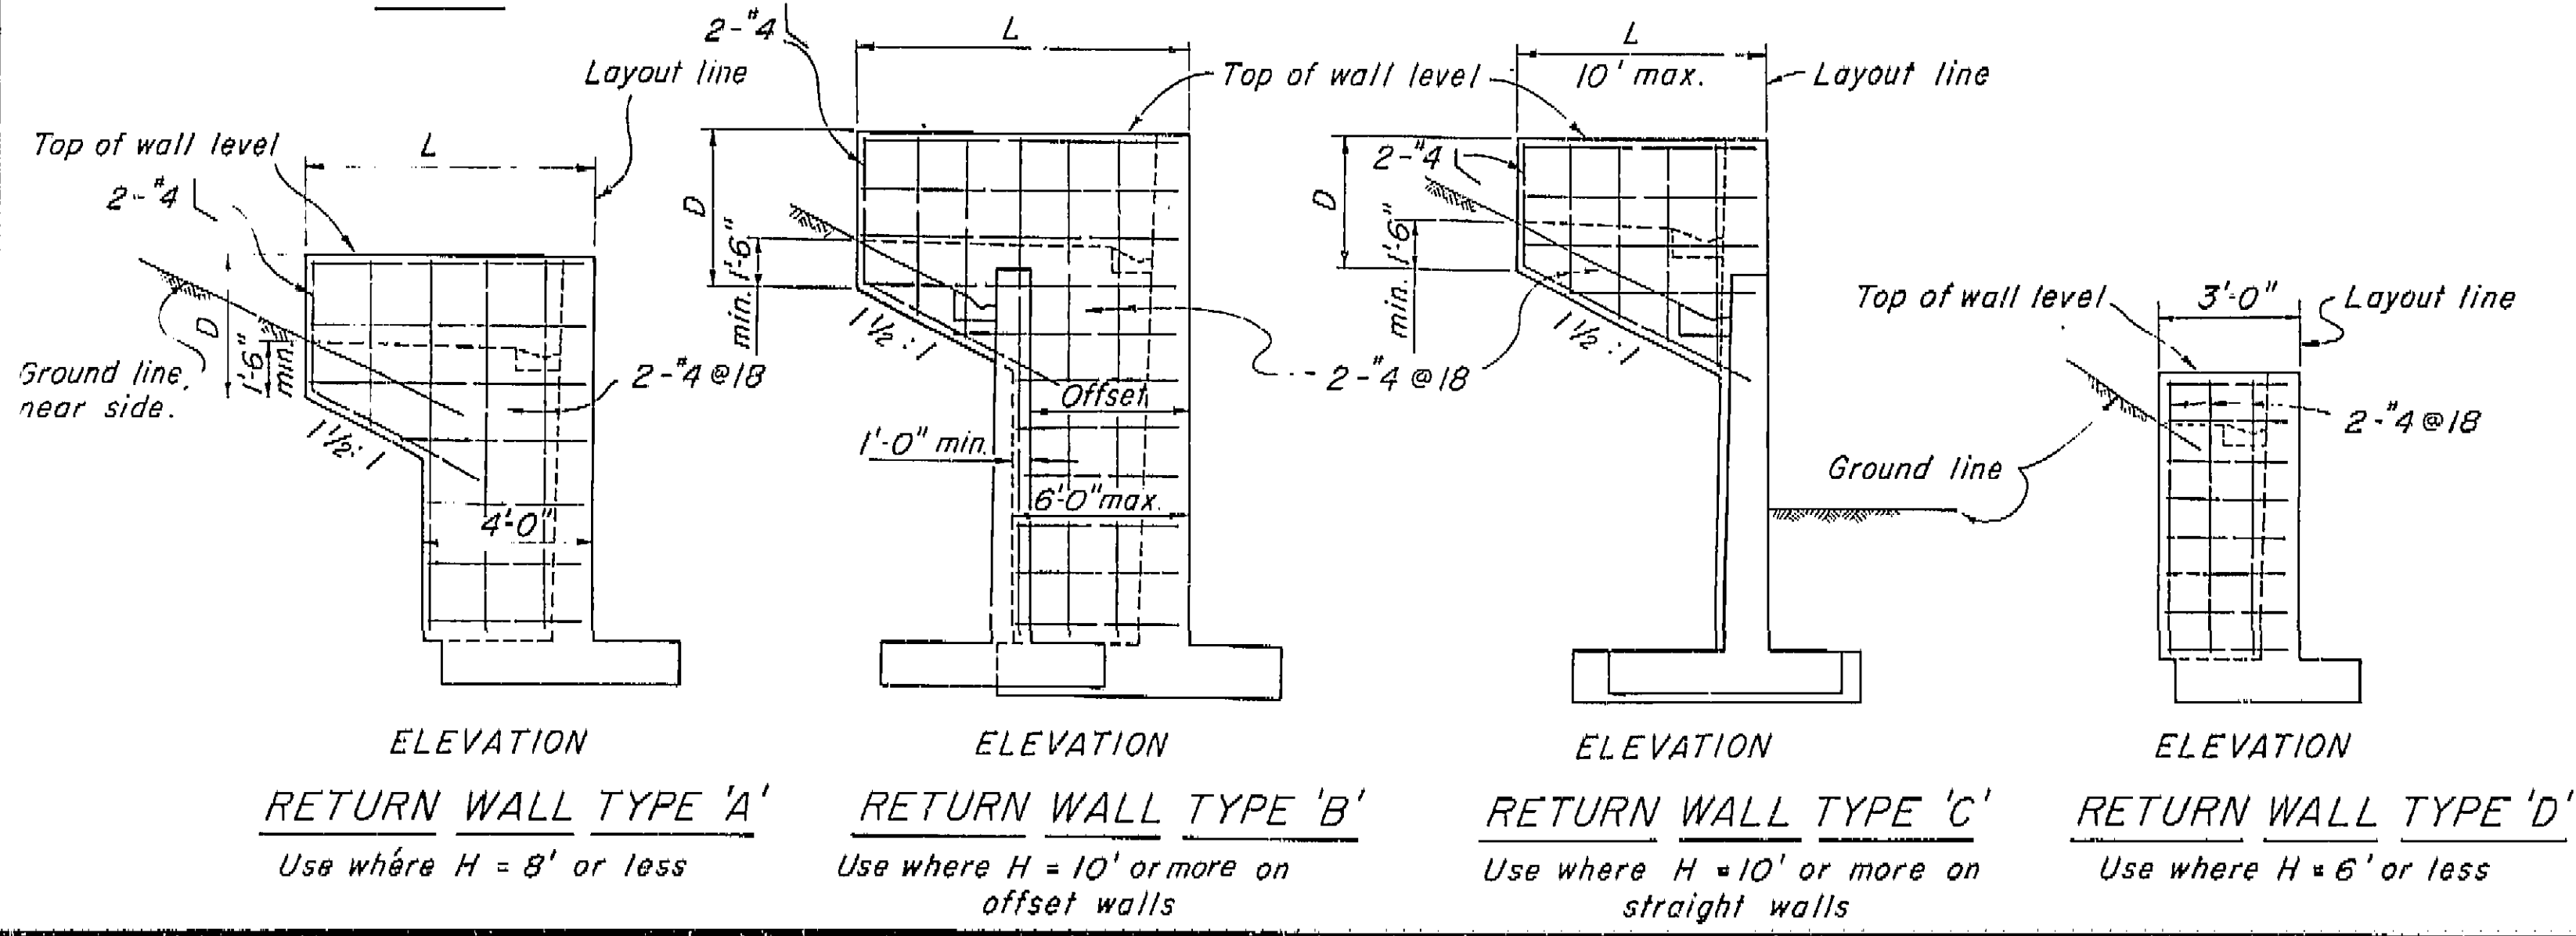 Top of wall level
L
Layout line
2-#4
D
1'-6"
min.
Ground line,
near side.
1½:1
2-#4 @18
4'-0"
ELEVATION
RETURN WALL TYPE 'A'
Use where H = 8' or less
2-#4
L
Top of wall level
D
1'-6"
min.
1½:1
Offset
1'-0" min.
6'-0" max.
2-#4 @18
ELEVATION
RETURN WALL TYPE 'B'
Use where H = 10' or more on
offset walls
L
10' max.
Layout line
2-#4
D
1'-6"
min.
1½:1
Ground line
ELEVATION
RETURN WALL TYPE 'C'
Use where H = 10' or more on
straight walls
Top of wall level
3'-0"
Layout line
2-#4 @18
ELEVATION
RETURN WALL TYPE 'D'
Use where H = 6' or less